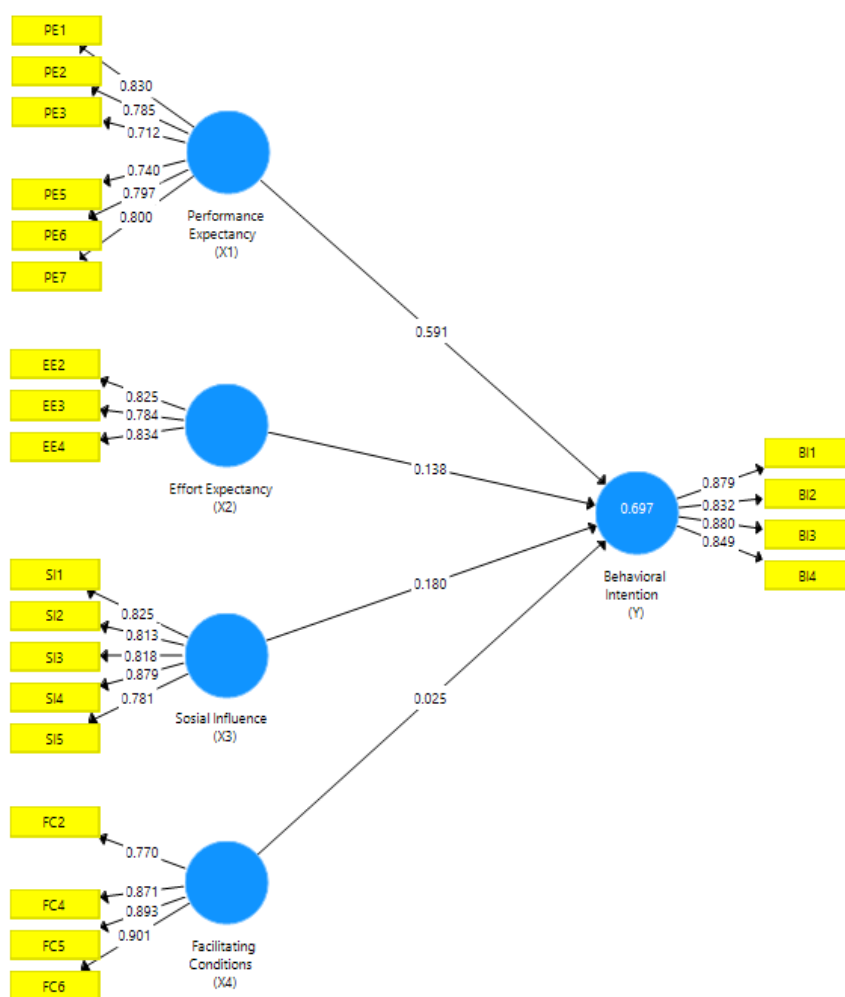 PE1
PE2
PE3
PE5
PE6
PE7
0.830
0.785
0.712
0.740
0.797
0.800
Performance
Expectancy
(X1)
0.591
EE2
EE3
EE4
0.825
0.784
0.834
Effort Expectancy
(X2)
0.138
SI1
SI2
SI3
SI4
SI5
0.825
0.813
0.818
0.879
0.781
Sosial Influence
(X3)
0.180
FC2
FC4
FC5
FC6
0.770
0.871
0.893
0.901
Facilitating
Conditions
(X4)
0.025
0.697
Behavioral
Intention
(Y)
0.879
0.832
0.880
0.849
BI1
BI2
BI3
BI4